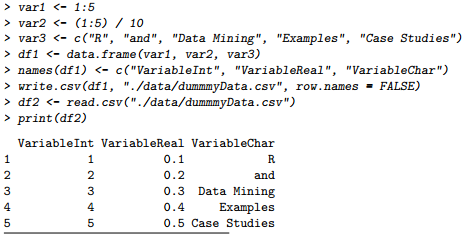 > var1 <- 1:5
> var2 <- (1:5) / 10
> var3 <- c("R", "and", "Data Mining", "Examples", "Case Studies")
> df1 <- data.frame(var1, var2, var3)
> names(df1) <- c("VariableInt", "VariableReal", "VariableChar")
> write.csv(df1, "./data/dummmyData.csv", row.names = FALSE)
> df2 <- read.csv("./data/dummmyData.csv")
> print(df2)
  VariableInt VariableReal VariableChar
1           1          0.1            R
2           2          0.2          and
3           3          0.3  Data Mining
4           4          0.4     Examples
5           5          0.5 Case Studies